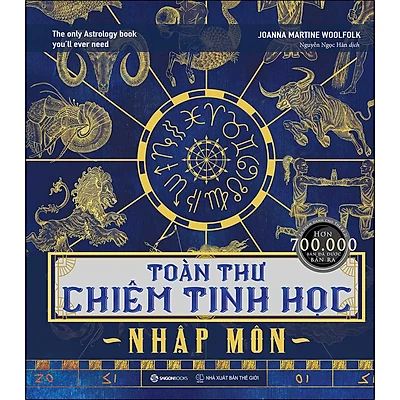 The only Astrology book
you'll ever need
JOANNA MARTINE WOOLFOLK
Nguyễn Ngọc Hân dịch
HƠN
700.000
BẢN ĐÃ ĐƯỢC
BÁN RA
TOÀN THƯ
CHIÊM TINH HỌC
~ NHẬP MÔN ~
SAIGONBOOKS
NHÀ XUẤT BẢN THẾ GIỚI